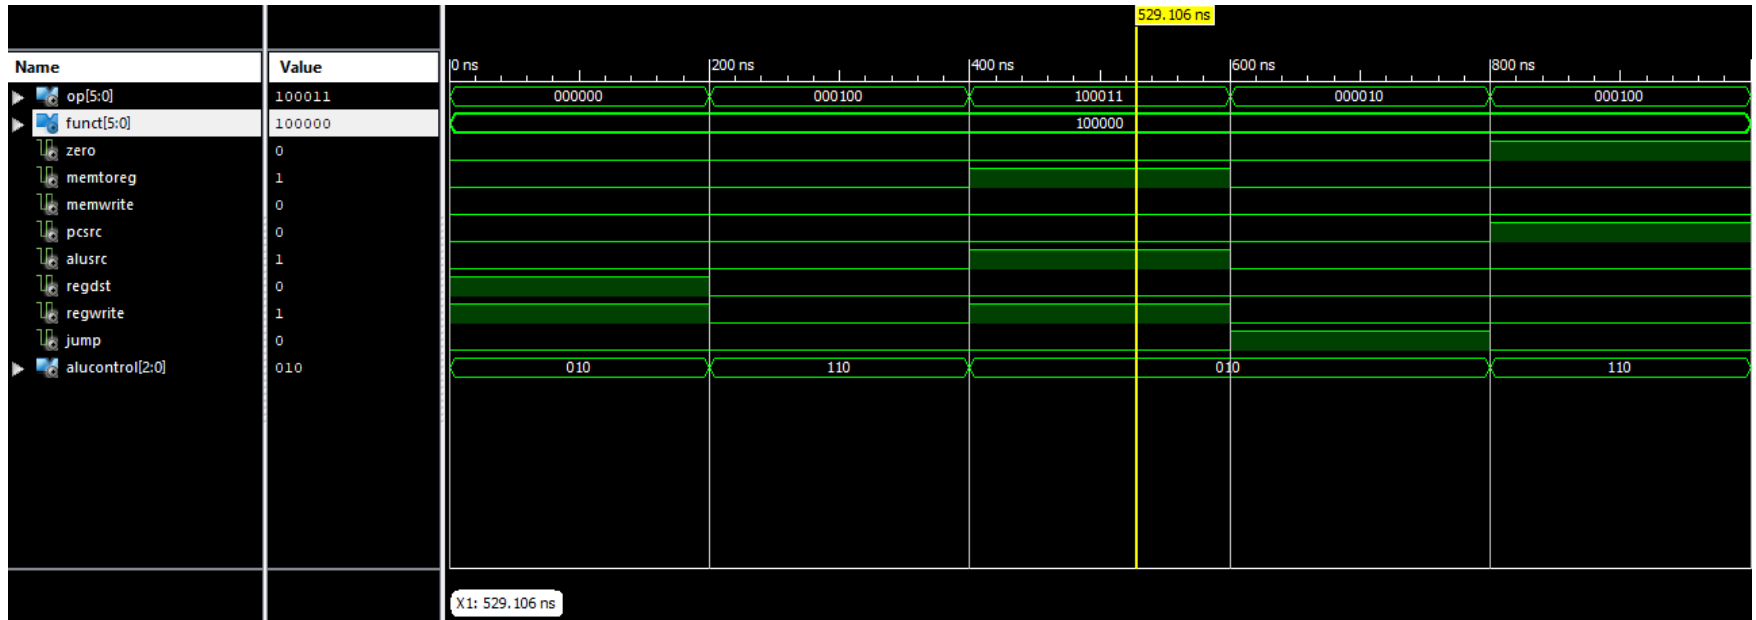 529.106 ns
Name Value
0 ns 200 ns 400 ns 600 ns 800 ns
op[5:0] 100011 000000 000100 100011 000010 000100
funct[5:0] 100000 100000
zero 0
memtoreg 1
memwrite 0
pcsrc 0
alusrc 1
regdst 0
regwrite 1
jump 0
alucontrol[2:0] 010 010 110 010 110
X1: 529.106 ns